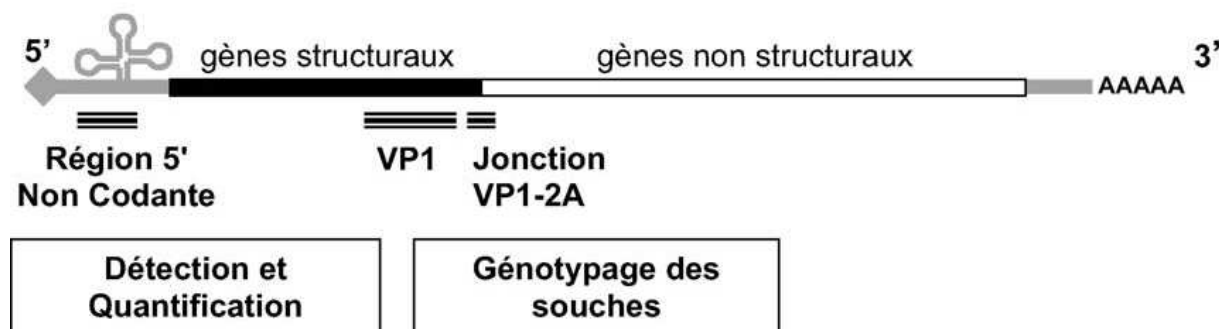 5’ gènes structuraux gènes non structuraux 3’
AAAAA
Région 5'
Non Codante
VP1
Jonction
VP1-2A
Détection et
Quantification
Génotypage des
souches